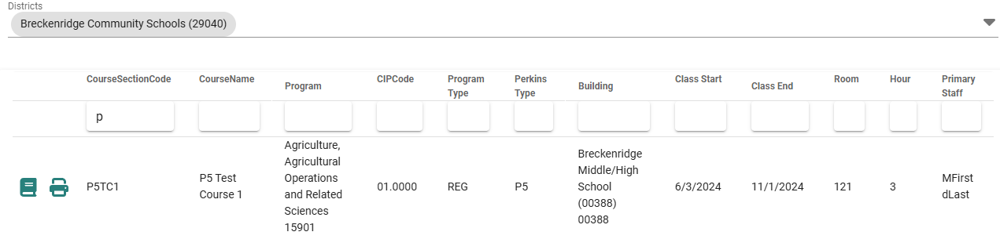 Districts
Breckenridge Community Schools (29040)
CourseSectionCode
CourseName
Program
CIPCode
Program
Type
Perkins
Type
Building
Class Start
Class End
Room
Hour
Primary
Staff
p
P5TC1
P5 Test
Course 1
Agriculture,
Agricultural
Operations
and Related
Sciences
15901
01.0000
REG
P5
Breckenridge
Middle/High
School
(00388)
00388
6/3/2024
11/1/2024
121
3
MFirst
dLast